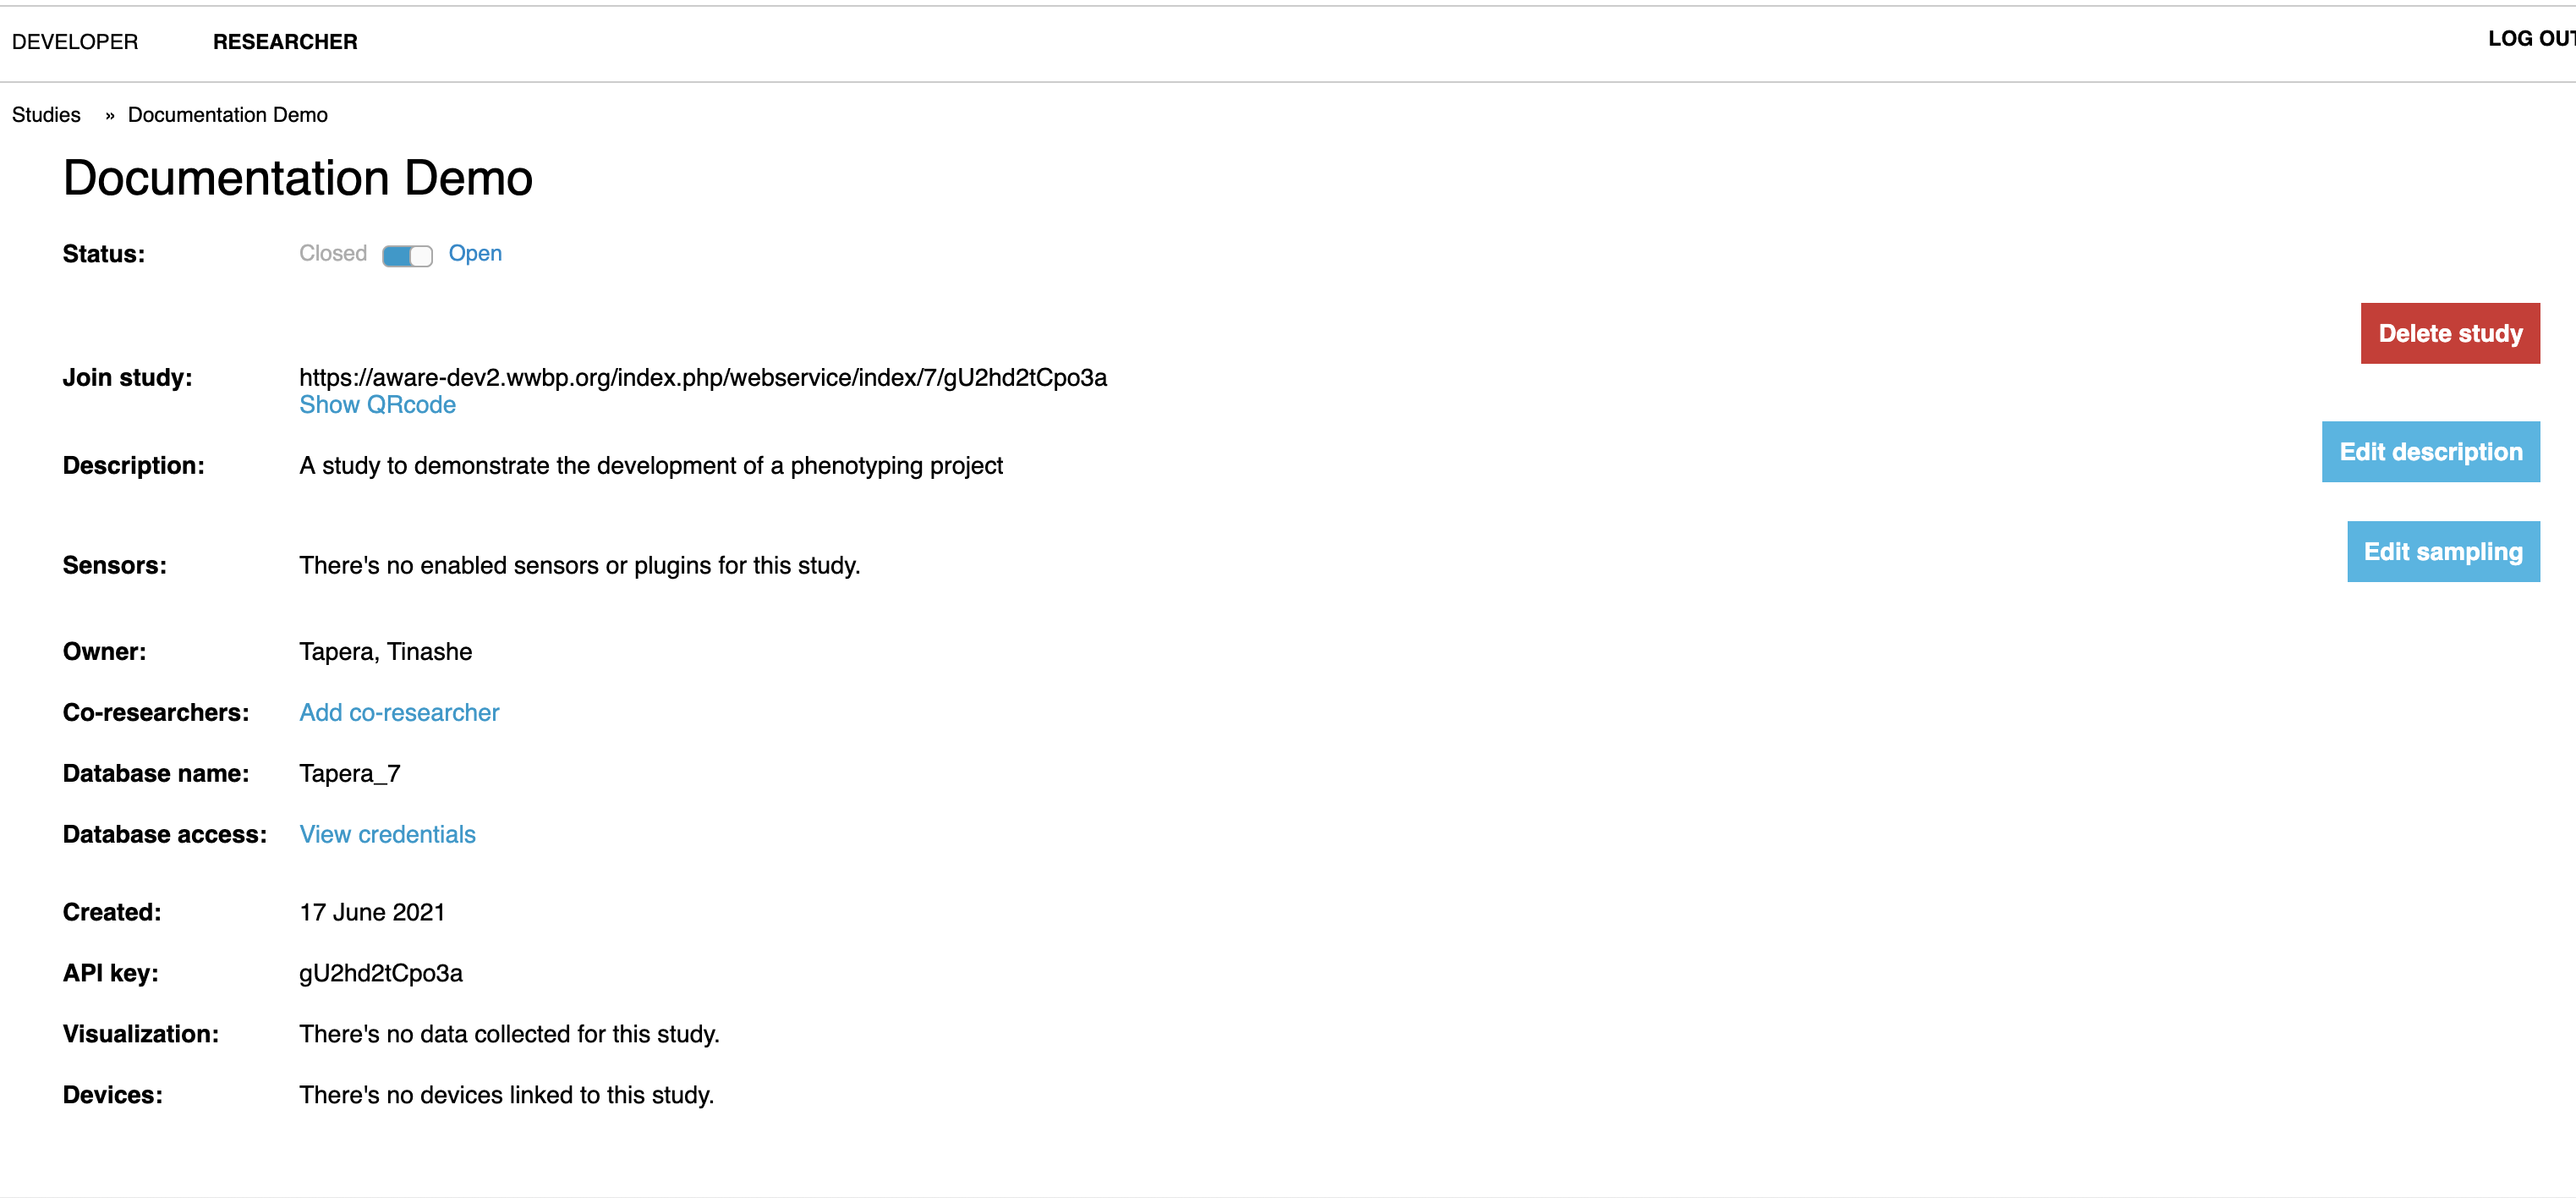 DEVELOPER RESEARCHER LOG OUT
Studies » Documentation Demo
Documentation Demo
Status: Closed Open
Delete study
Join study: https://aware-dev2.wwbp.org/index.php/webservice/index/7/gU2hd2tCpo3a
Show QRcode
Description: A study to demonstrate the development of a phenotyping project Edit description
Sensors: There's no enabled sensors or plugins for this study. Edit sampling
Owner: Tapera, Tinashe
Co-researchers: Add co-researcher
Database name: Tapera_7
Database access: View credentials
Created: 17 June 2021
API key: gU2hd2tCpo3a
Visualization: There's no data collected for this study.
Devices: There's no devices linked to this study.